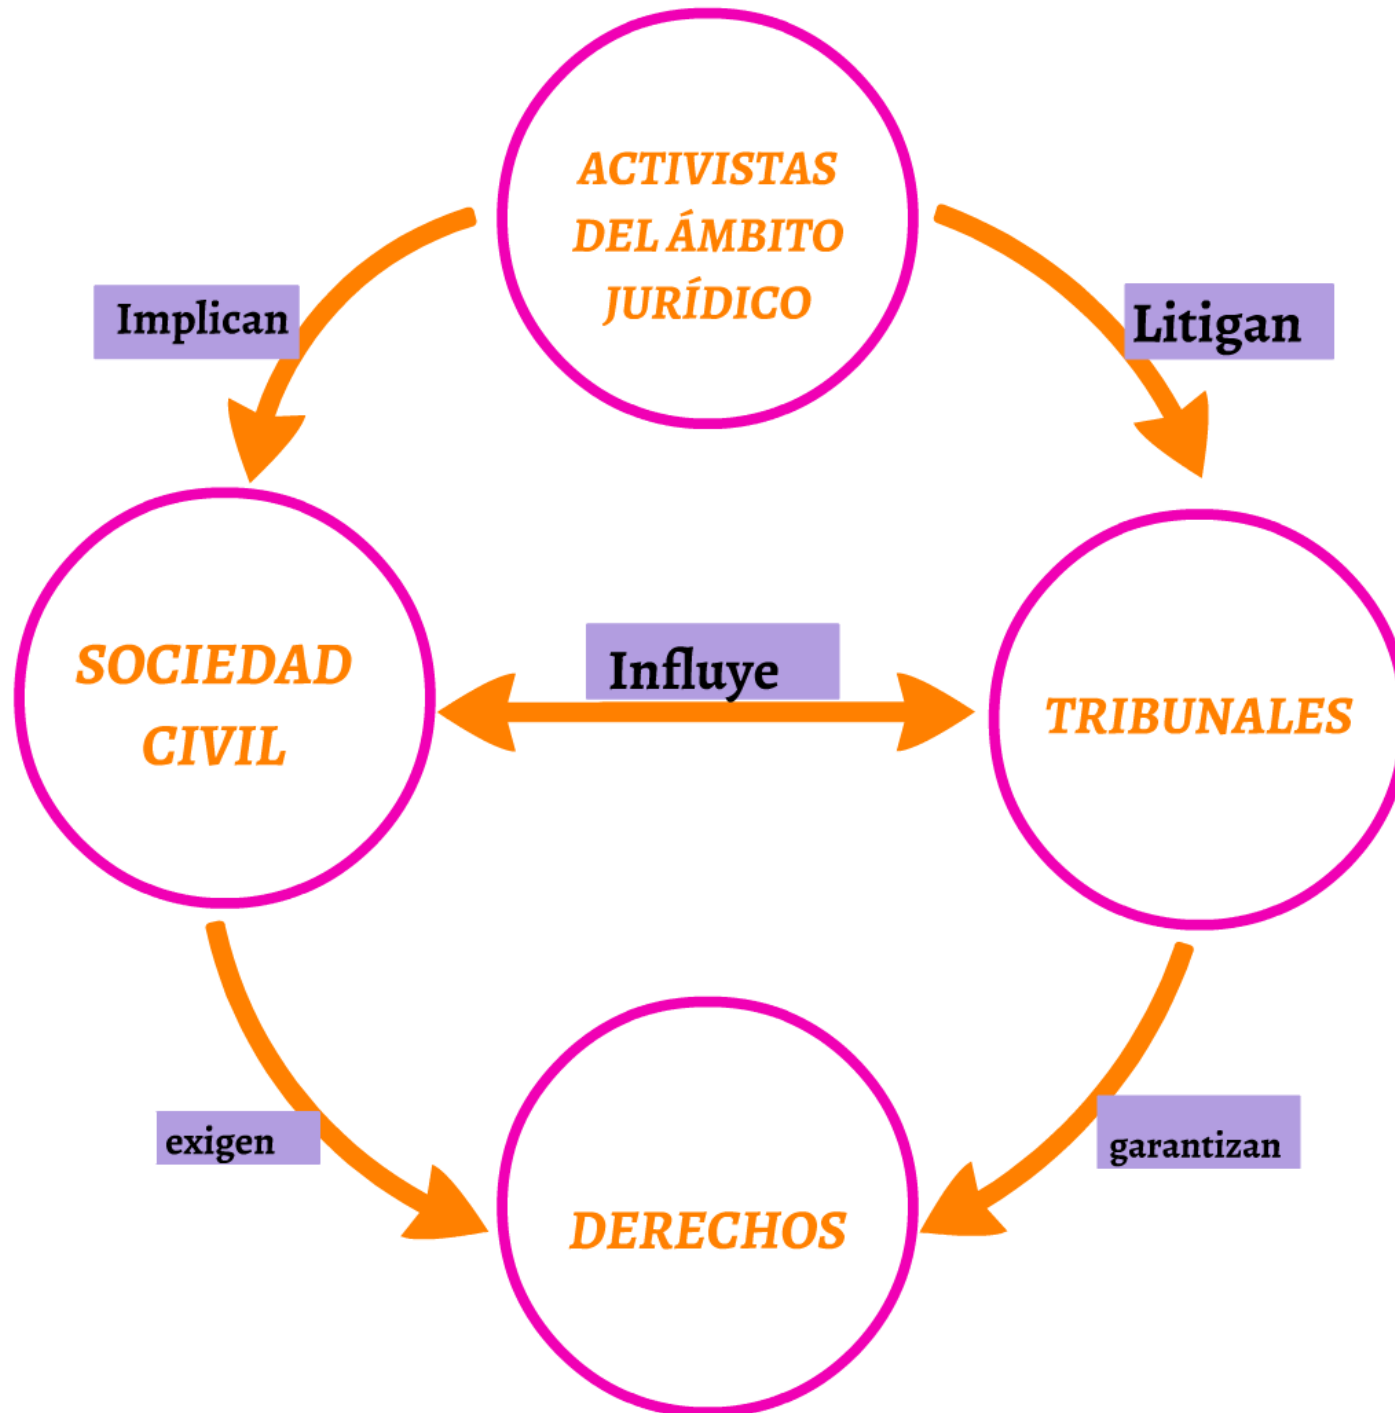 ACTIVISTAS
DEL ÁMBITO
JURÍDICO
Implican
Litigan
SOCIEDAD
CIVIL
Influye
TRIBUNALES
exigen
garantizan
DERECHOS